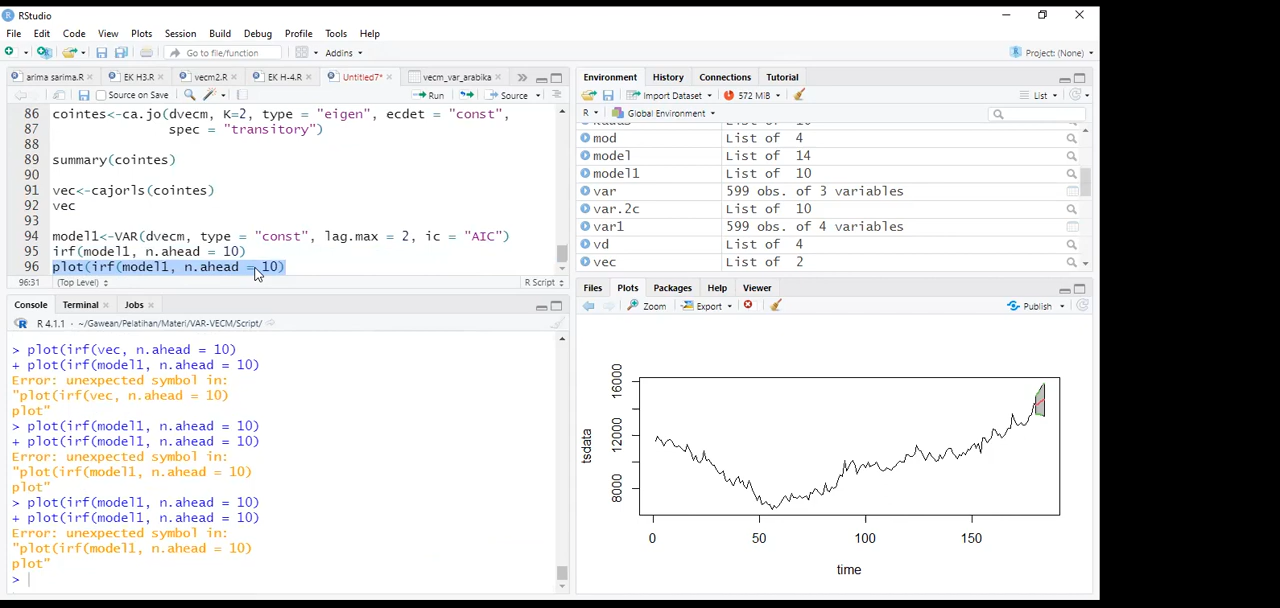 RStudio
File Edit Code View Plots Session Build Debug Profile Tools Help
Go to file/function Addins Project: (None)
arima sarima.R EK H3.R vecm2.R EK H-4.R Untitled7* vecm_var_arabika
Source on Save Run Source
86 cointes<-ca.jo(dvecm, K=2, type = "eigen", ecdet = "const",
87 spec = "transitory")
88
89 summary(cointes)
90
91 vec<-cajorls(cointes)
92 vec
93
94 model1<-VAR(dvecm, type = "const", lag.max = 2, ic = "AIC")
95 irf(model1, n.ahead = 10)
96 plot(irf(model1, n.ahead = 10)
96:31 (Top Level) R Script
Console Terminal Jobs
R 4.1.1 · ~/Gawean/Pelatihan/Materi/VAR-VECM/Script/
> plot(irf(vec, n.ahead = 10)
+ plot(irf(model1, n.ahead = 10)
Error: unexpected symbol in:
"plot(irf(vec, n.ahead = 10)
plot"
> plot(irf(model1, n.ahead = 10)
+ plot(irf(model1, n.ahead = 10)
Error: unexpected symbol in:
"plot(irf(model1, n.ahead = 10)
plot"
> plot(irf(model1, n.ahead = 10)
+ plot(irf(model1, n.ahead = 10)
Error: unexpected symbol in:
"plot(irf(model1, n.ahead = 10)
plot"
>
Environment History Connections Tutorial
Import Dataset 572 MiB List
R Global Environment
mod List of 4
model List of 14
model1 List of 10
var 599 obs. of 3 variables
var.2c List of 10
var1 599 obs. of 4 variables
vd List of 4
vec List of 2
Files Plots Packages Help Viewer
Zoom Export Publish
tsdata
16000
12000
8000
0 50 100 150
time